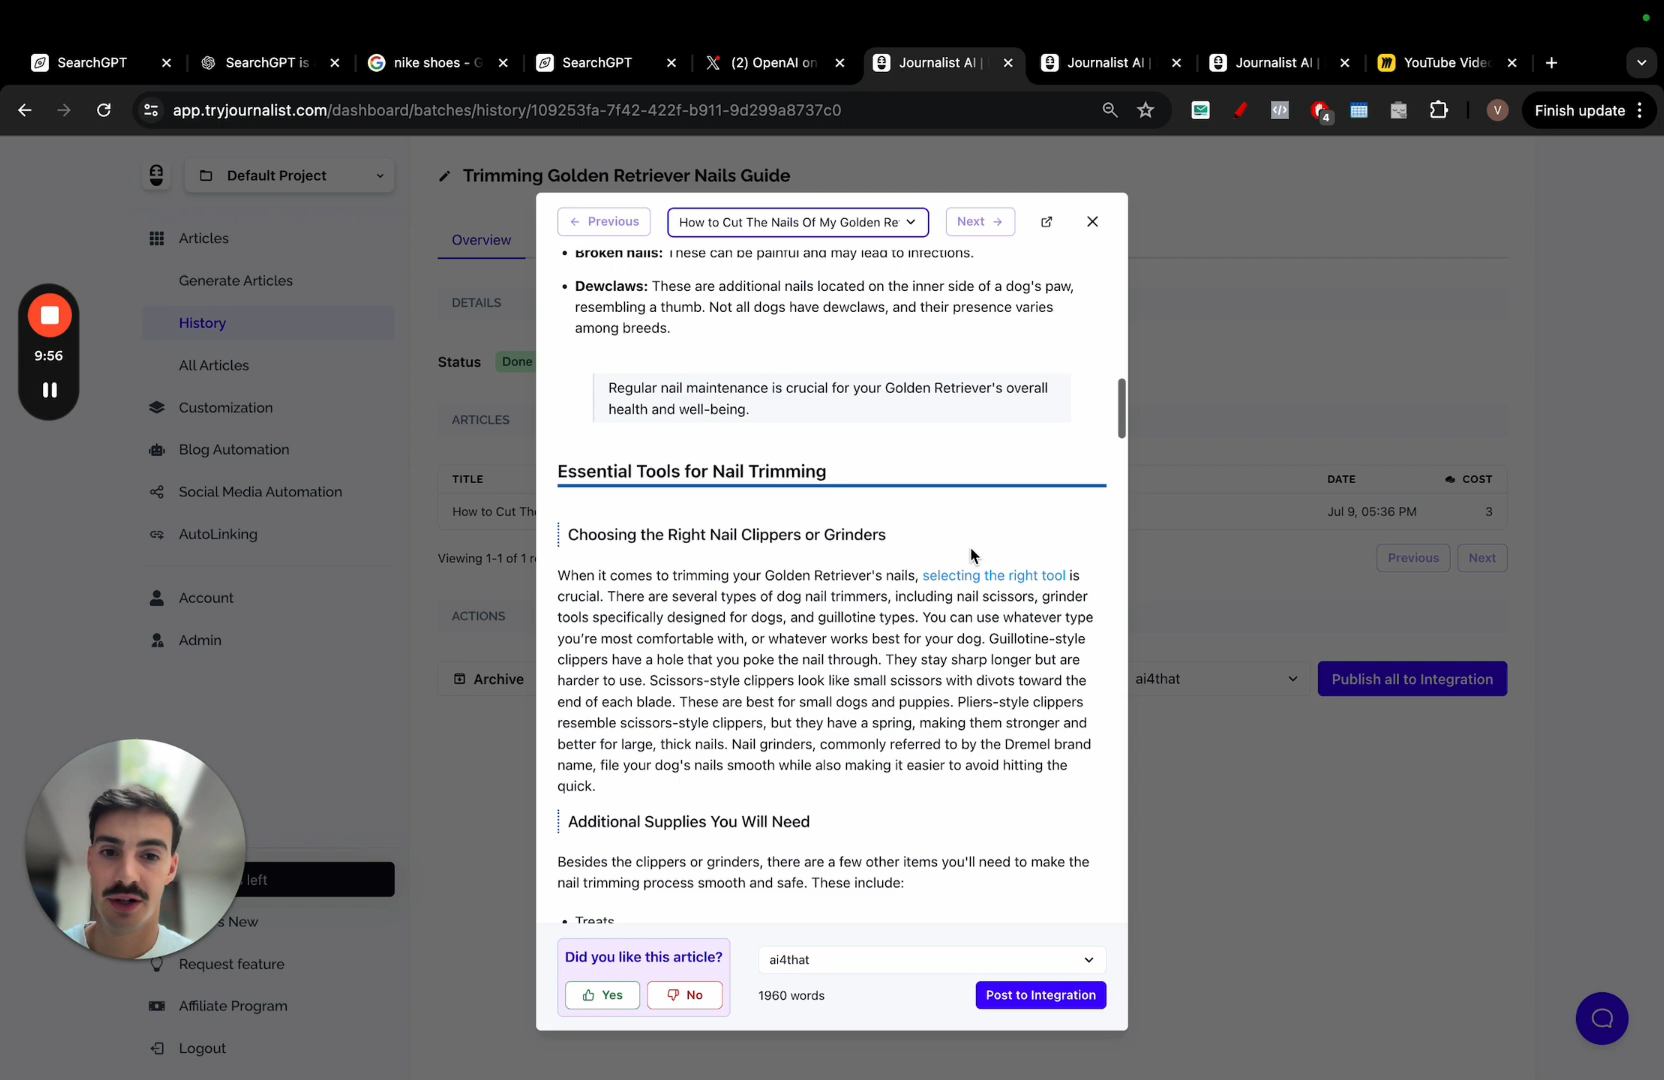 SearchGPT
SearchGPT is
nike shoes - G
SearchGPT
(2) OpenAI on
Journalist AI |
Journalist AI |
Journalist AI |
YouTube Vide
app.tryjournalist.com/dashboard/batches/history/109253fa-7f42-422f-b911-9d299a8737c0
4
V
Finish update
Default Project
Trimming Golden Retriever Nails Guide
Articles
Overview
Generate Articles
DETAILS
History
9:56
Status
Done
All Articles
Customization
ARTICLES
Blog Automation
TITLE
DATE
COST
Social Media Automation
How to Cut Th
Jul 9, 05:36 PM
3
AutoLinking
Viewing 1-1 of 1 r
Previous
Next
Account
ACTIONS
Admin
Archive
ai4that
Publish all to Integration
left
New
Request feature
Affiliate Program
Logout
Previous
How to Cut The Nails Of My Golden Re
Next
• Broken nails: These can be painful and may lead to infections.
• Dewclaws: These are additional nails located on the inner side of a dog's paw,
resembling a thumb. Not all dogs have dewclaws, and their presence varies
among breeds.
Regular nail maintenance is crucial for your Golden Retriever's overall
health and well-being.
Essential Tools for Nail Trimming
Choosing the Right Nail Clippers or Grinders
When it comes to trimming your Golden Retriever's nails, selecting the right tool is
crucial. There are several types of dog nail trimmers, including nail scissors, grinder
tools specifically designed for dogs, and guillotine types. You can use whatever type
you're most comfortable with, or whatever works best for your dog. Guillotine-style
clippers have a hole that you poke the nail through. They stay sharp longer but are
harder to use. Scissors-style clippers look like small scissors with divots toward the
end of each blade. These are best for small dogs and puppies. Pliers-style clippers
resemble scissors-style clippers, but they have a spring, making them stronger and
better for large, thick nails. Nail grinders, commonly referred to by the Dremel brand
name, file your dog's nails smooth while also making it easier to avoid hitting the
quick.
Additional Supplies You Will Need
Besides the clippers or grinders, there are a few other items you'll need to make the
nail trimming process smooth and safe. These include:
• Treats
Did you like this article?
Yes
No
ai4that
1960 words
Post to Integration